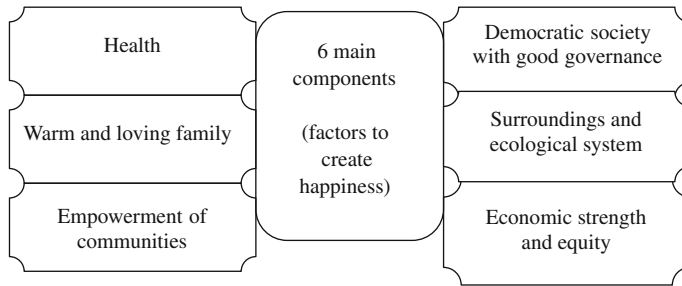 Health
Warm and loving family
Empowerment of
communities
6 main
components
(factors to
create
happiness)
Democratic society
with good governance
Surroundings and
ecological system
Economic strength
and equity